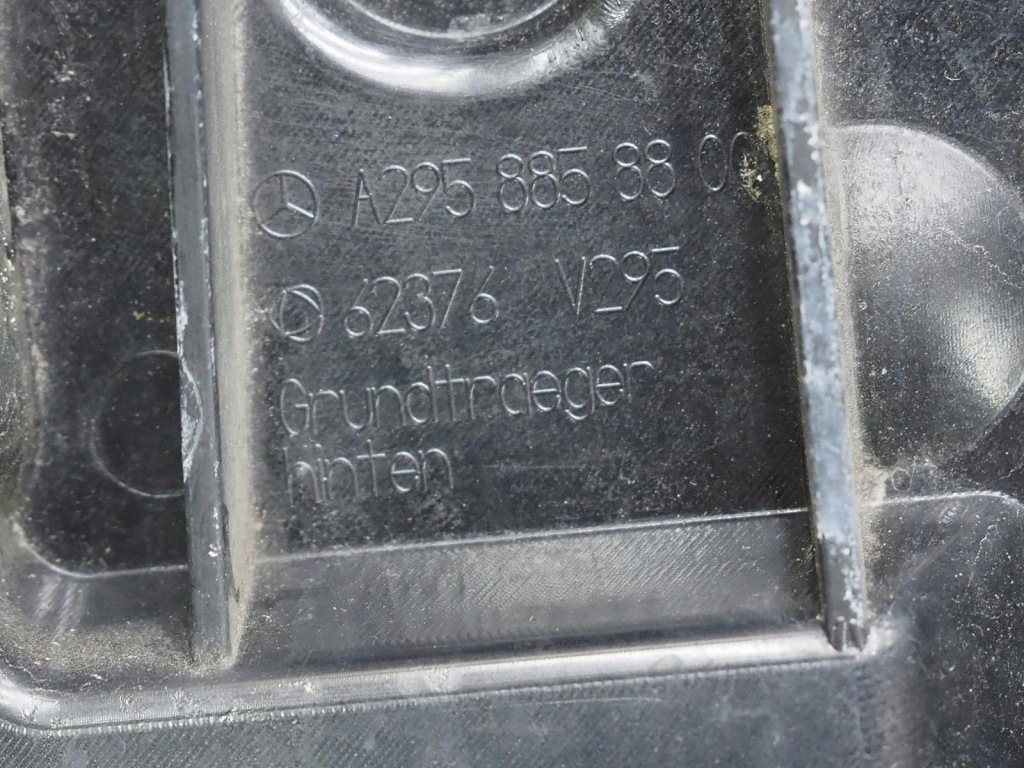 A295 885 88 00
62376 V295
Grundtraeger
hinten